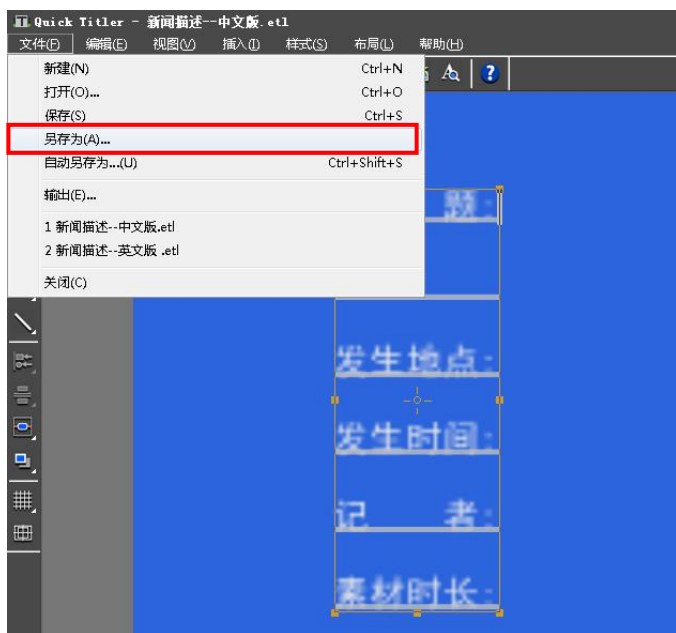 Quick Titler - 新闻描述--中文版.etl
文件(F) 编辑(E) 视图(V) 插入(I) 样式(S) 布局(L) 帮助(H)
新建(N) Ctrl+N
打开(O)... Ctrl+O
保存(S) Ctrl+S
另存为(A)...
自动另存为...(U) Ctrl+Shift+S
输出(E)...
1 新闻描述--中文版.etl
2 新闻描述--英文版 .etl
关闭(C)
题:
发生地点:
发生时间:
记 者:
素材时长: